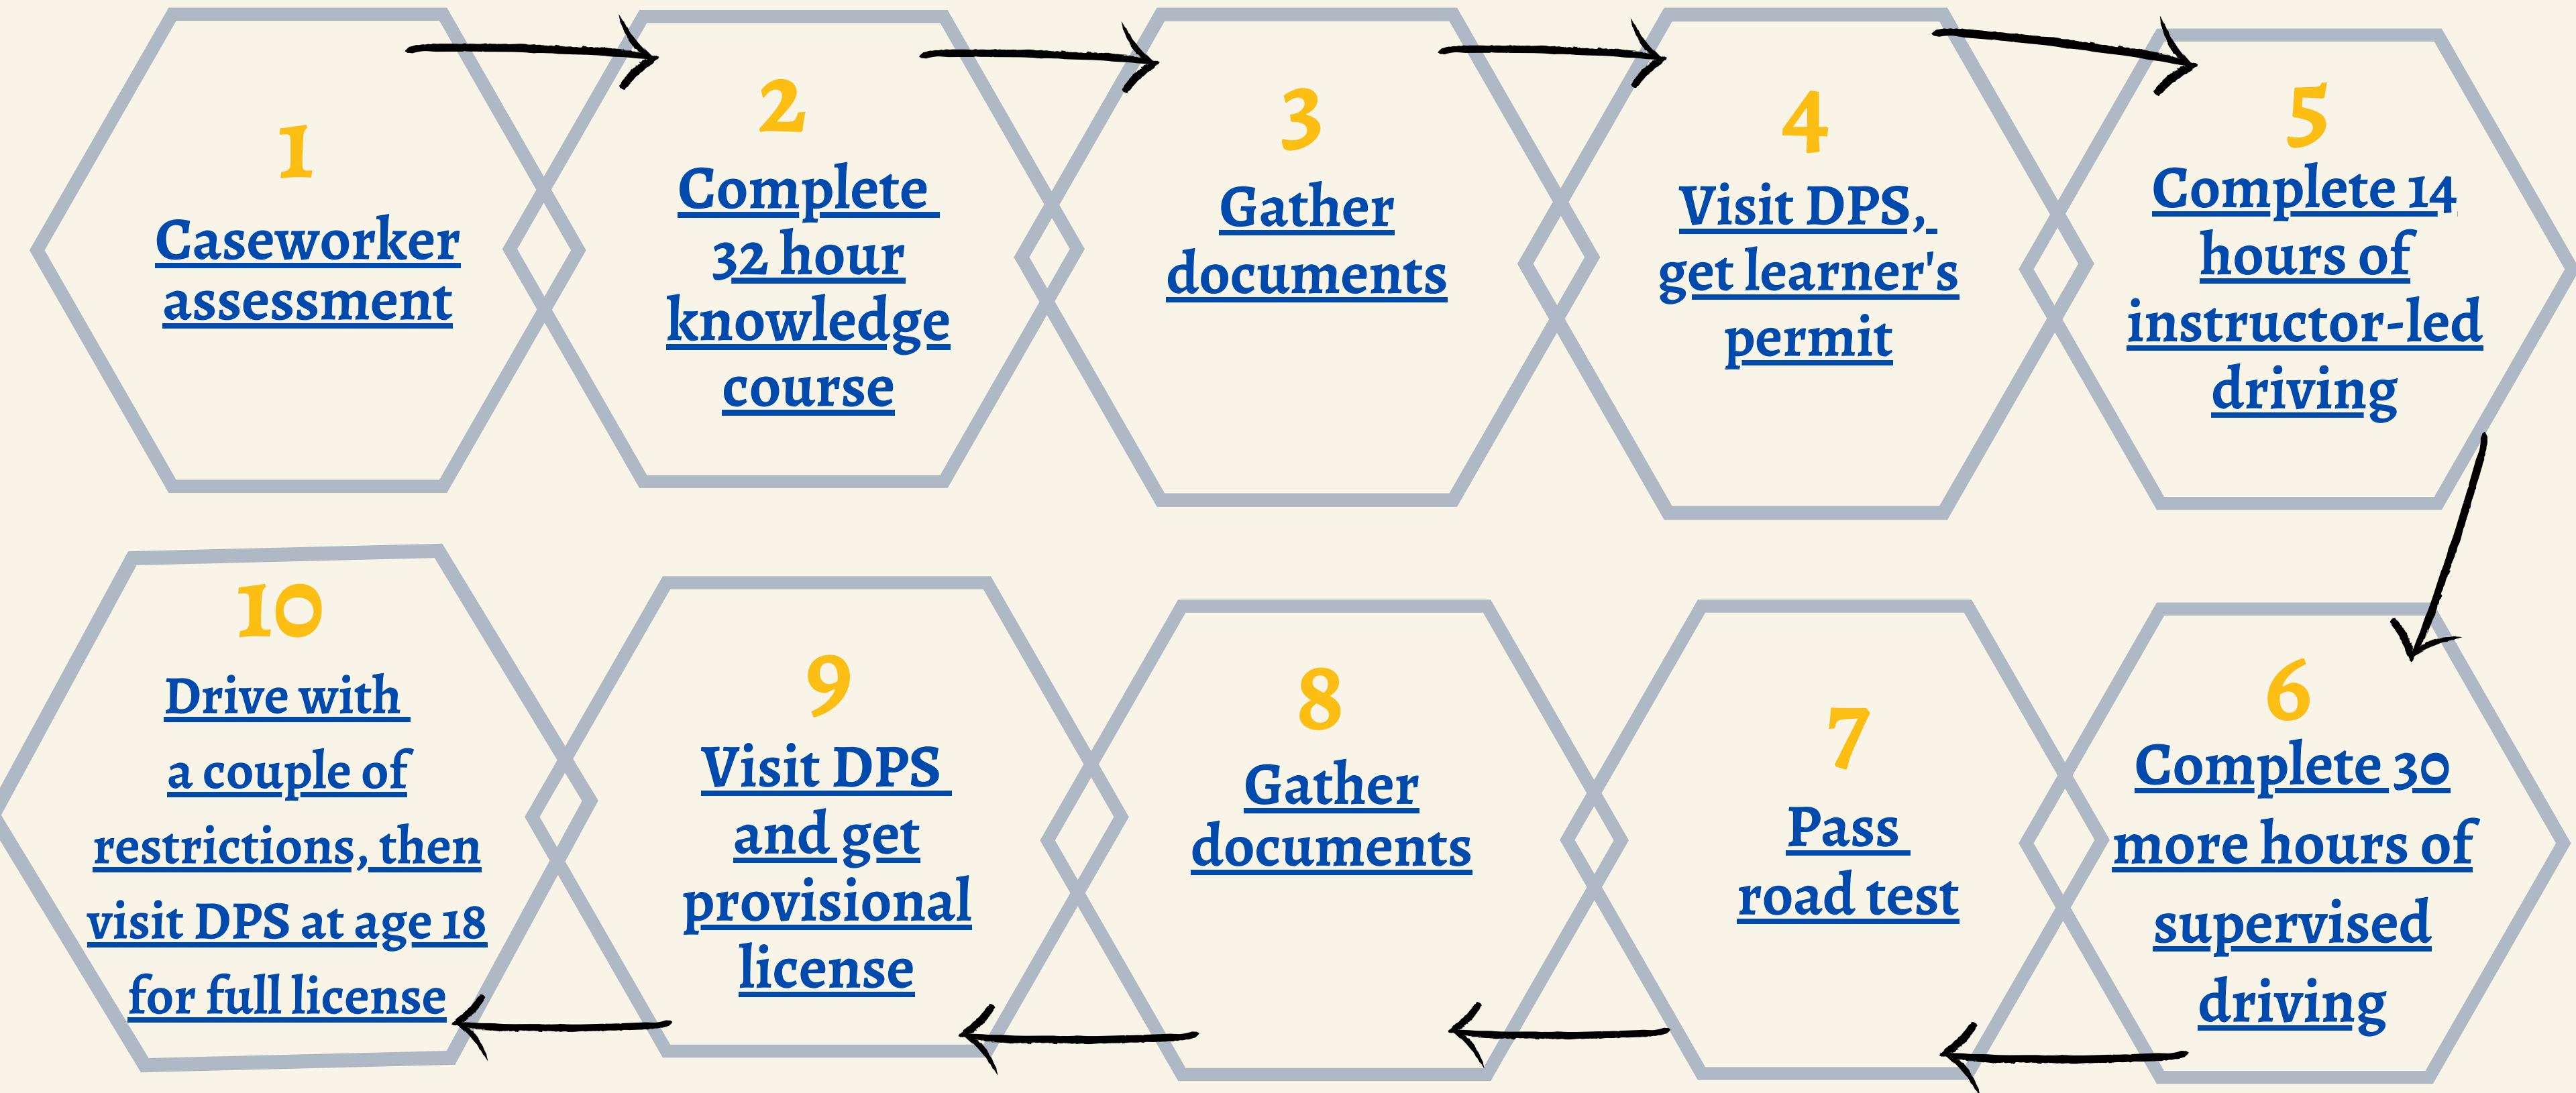 1
Caseworker
assessment
2
Complete
32 hour
knowledge
course
3
Gather
documents
4
Visit DPS,
get learner's
permit
5
Complete 14
hours of
instructor-led
driving
6
Complete 30
more hours of
supervised
driving
7
Pass
road test
8
Gather
documents
9
Visit DPS
and get
provisional
license
10
Drive with
a couple of
restrictions, then
visit DPS at age 18
for full license